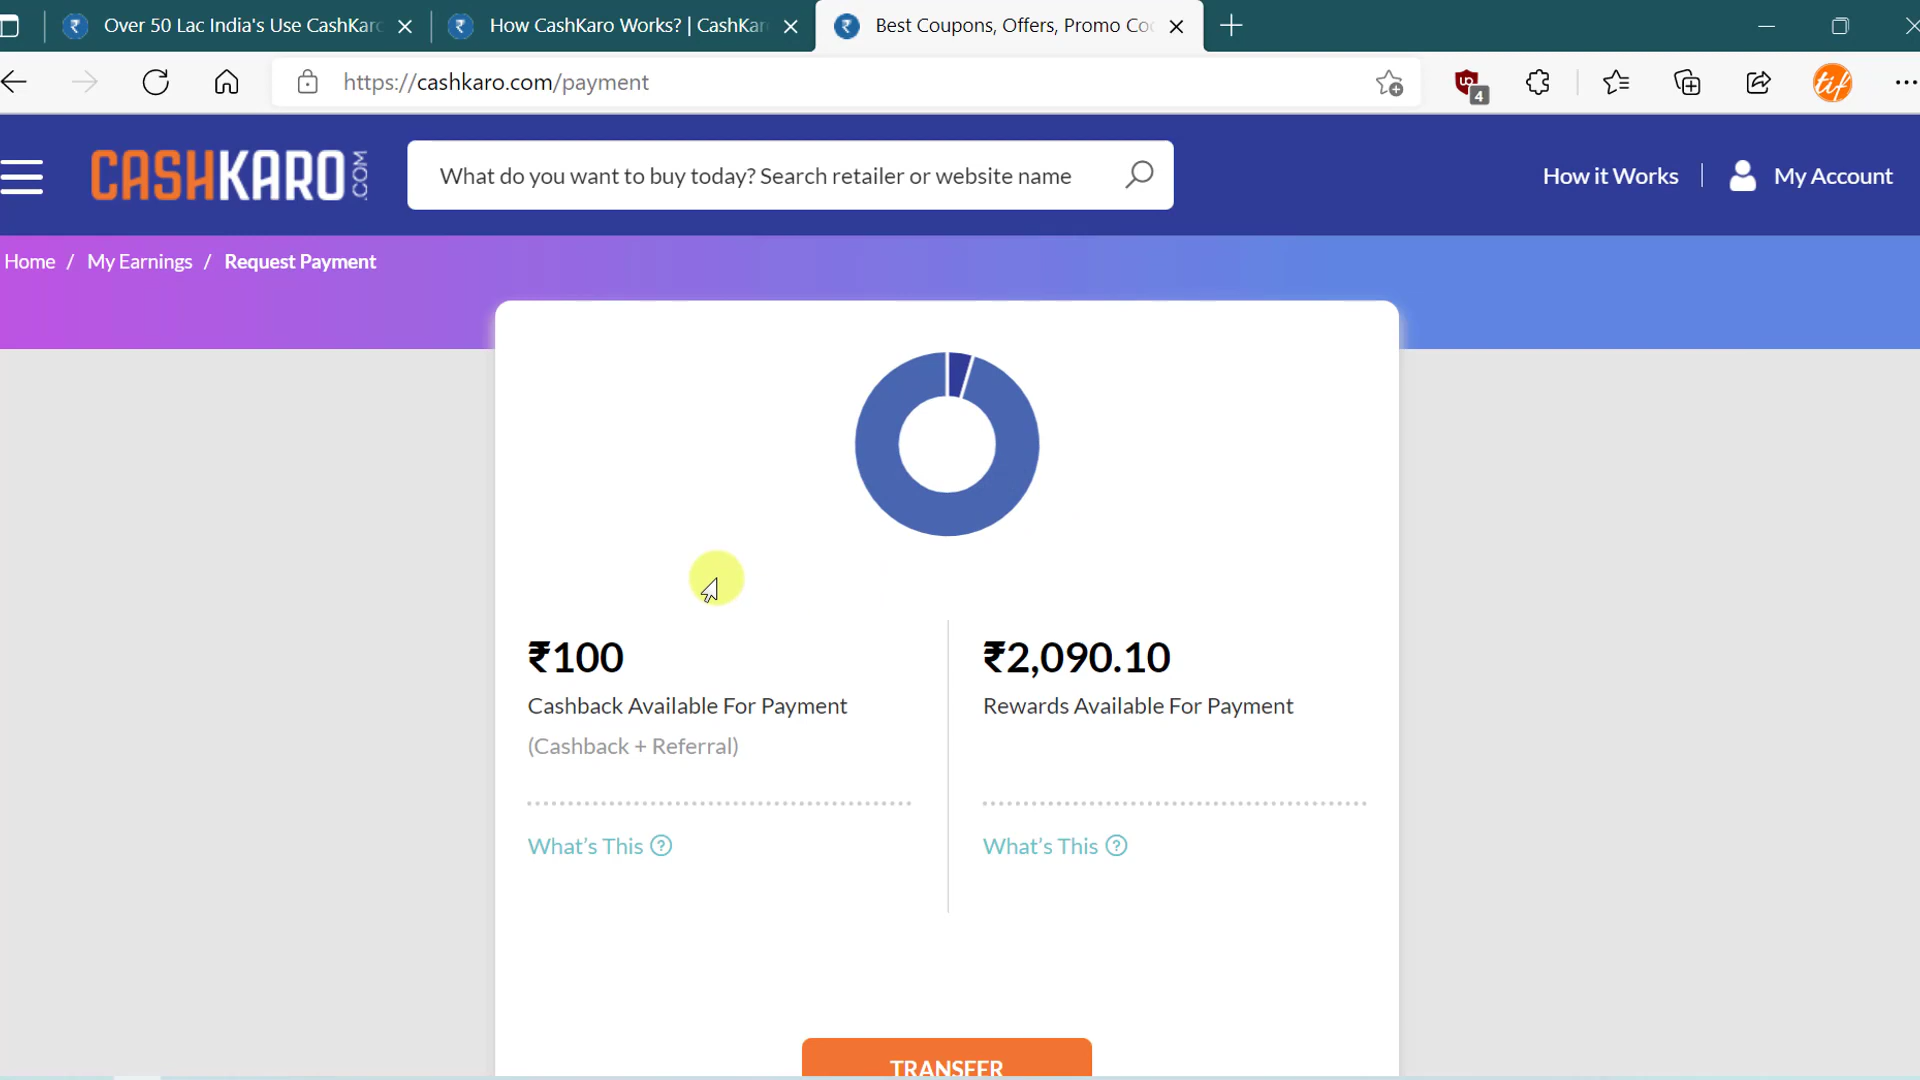 Over 50 Lac India's Use CashKaro
How CashKaro Works? | CashKar
Best Coupons, Offers, Promo Co
https://cashkaro.com/payment
4
tif
CASHKARO.COM
What do you want to buy today? Search retailer or website name
How it Works
My Account
Home / My Earnings / Request Payment
₹100
₹2,090.10
Cashback Available For Payment
Rewards Available For Payment
(Cashback + Referral)
What's This ?
What's This ?
TRANSFER